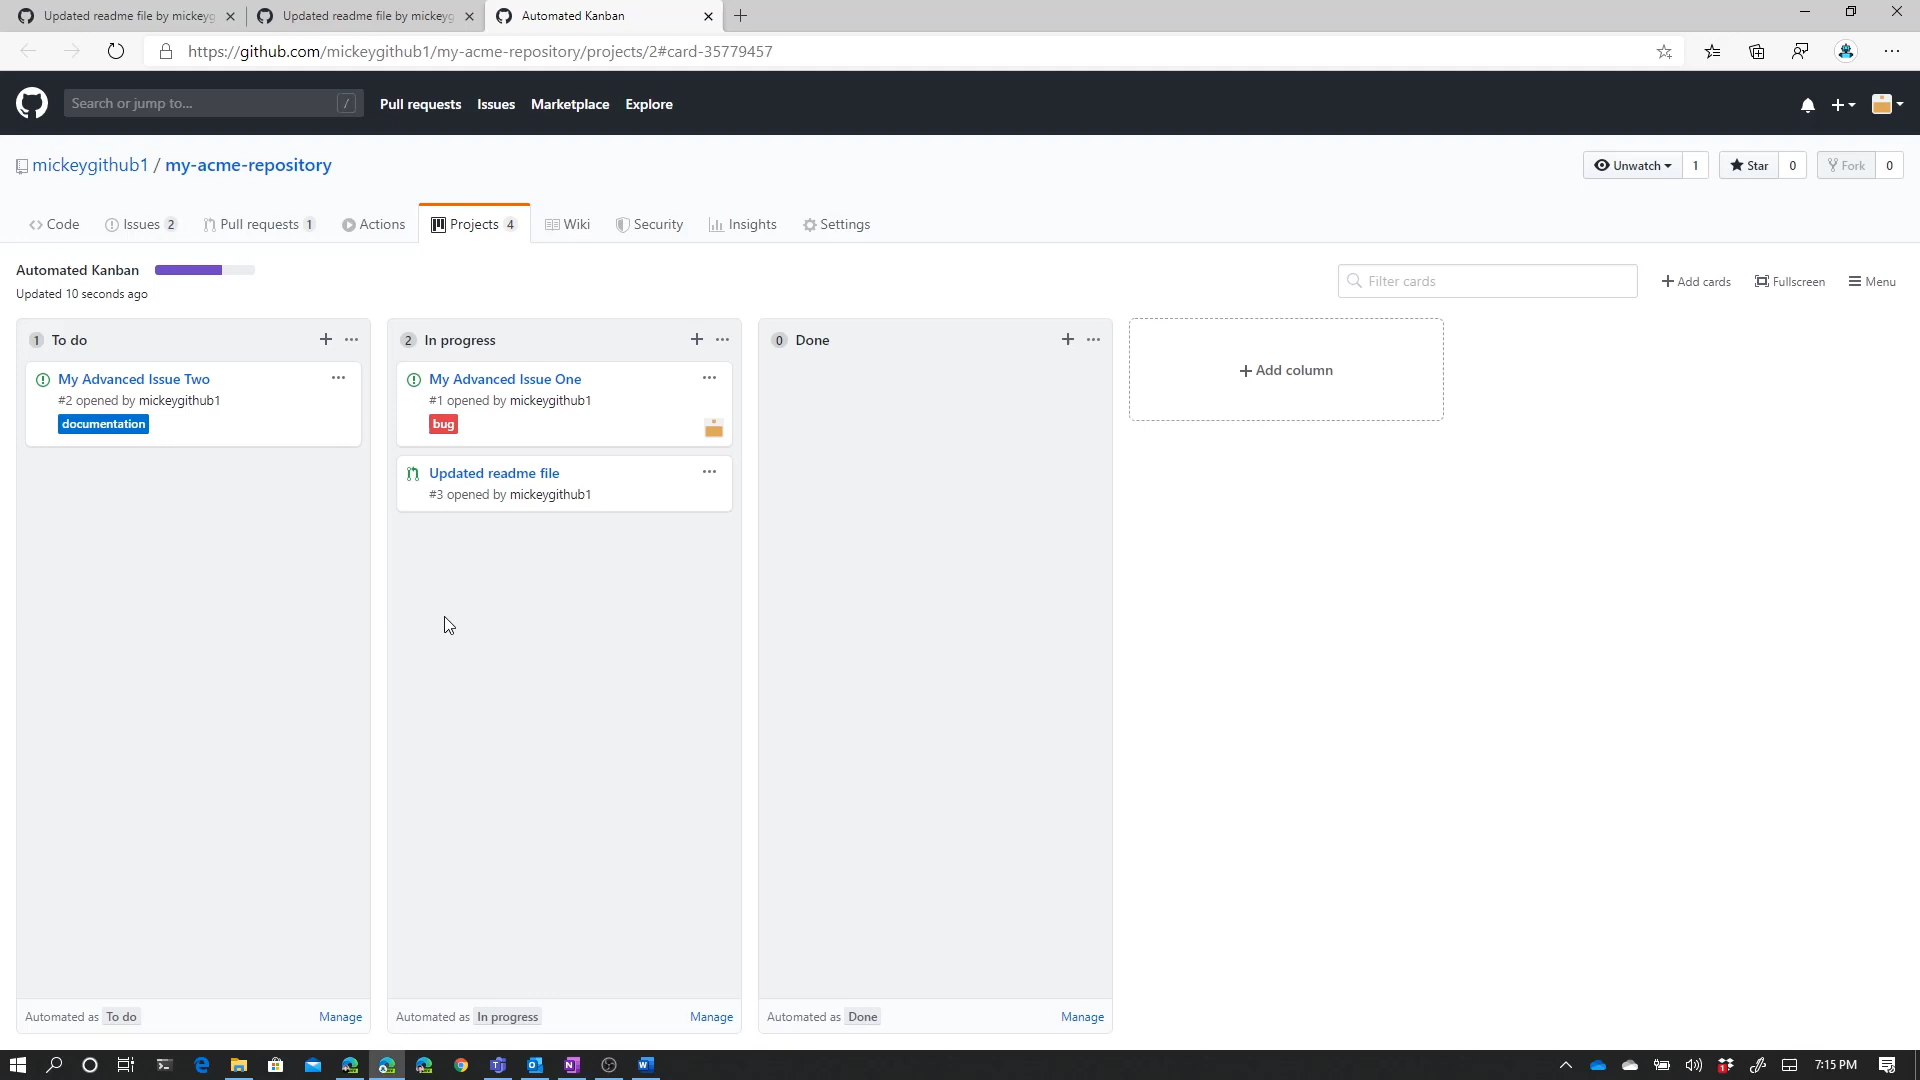 Updated readme file by mickeyg
Updated readme file by mickeyg
Automated Kanban
https://github.com/mickeygithub1/my-acme-repository/projects/2#card-35779457
Search or jump to...
/
Pull requests
Issues
Marketplace
Explore
mickeygithub1 / my-acme-repository
Unwatch
1
Star
0
Fork
0
Code
Issues 2
Pull requests 1
Actions
Projects 4
Wiki
Security
Insights
Settings
Automated Kanban
Updated 10 seconds ago
Filter cards
Add cards
Fullscreen
Menu
1 To do
My Advanced Issue Two
#2 opened by mickeygithub1
documentation
Automated as To do
Manage
2 In progress
My Advanced Issue One
#1 opened by mickeygithub1
bug
Updated readme file
#3 opened by mickeygithub1
Automated as In progress
Manage
0 Done
Automated as Done
Manage
Add column
7:15 PM